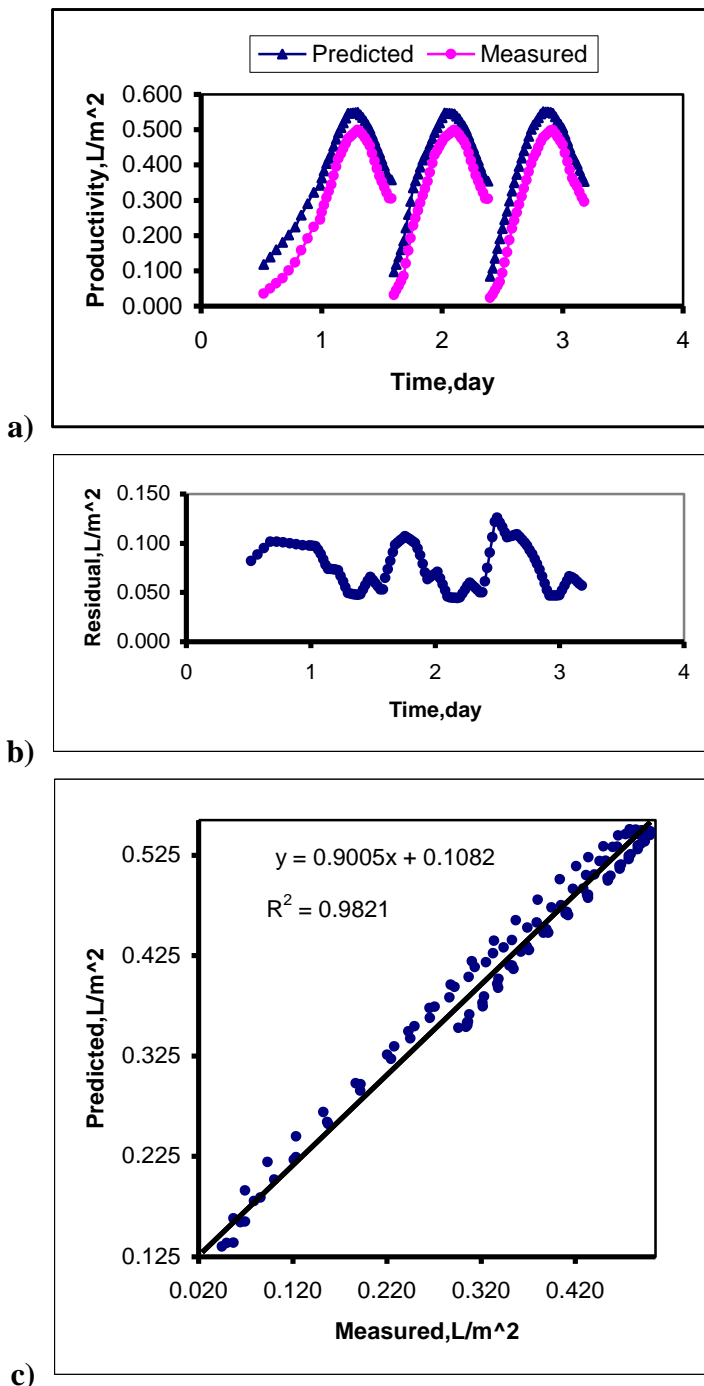 Predicted Measured
Productivity,L/m^2
0.600
0.500
0.400
0.300
0.200
0.100
0.000
0 1 2 3 4
Time,day
a)
Residual,L/m^2
0.150
0.100
0.050
0.000
0 1 2 3 4
Time,day
b)
y = 0.9005x + 0.1082
R² = 0.9821
Predicted,L/m^2
0.525
0.425
0.325
0.225
0.125
0.020 0.120 0.220 0.320 0.420
Measured,L/m^2
c)